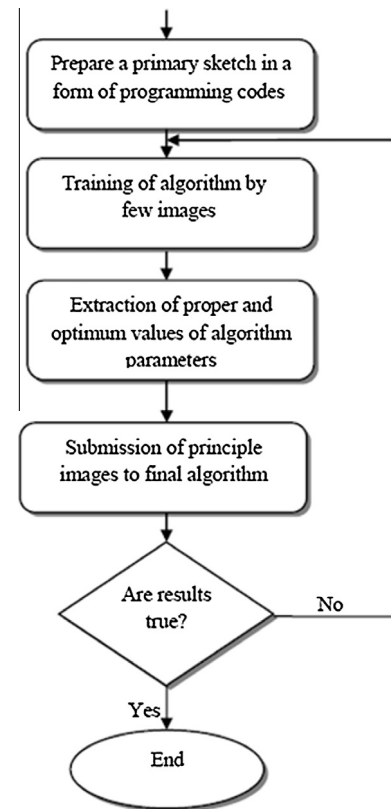 Prepare a primary sketch in a
form of programming codes
Training of algorithm by
few images
Extraction of proper and
optimum values of algorithm
parameters
Submission of principle
images to final algorithm
Are results
true?
No
Yes
End